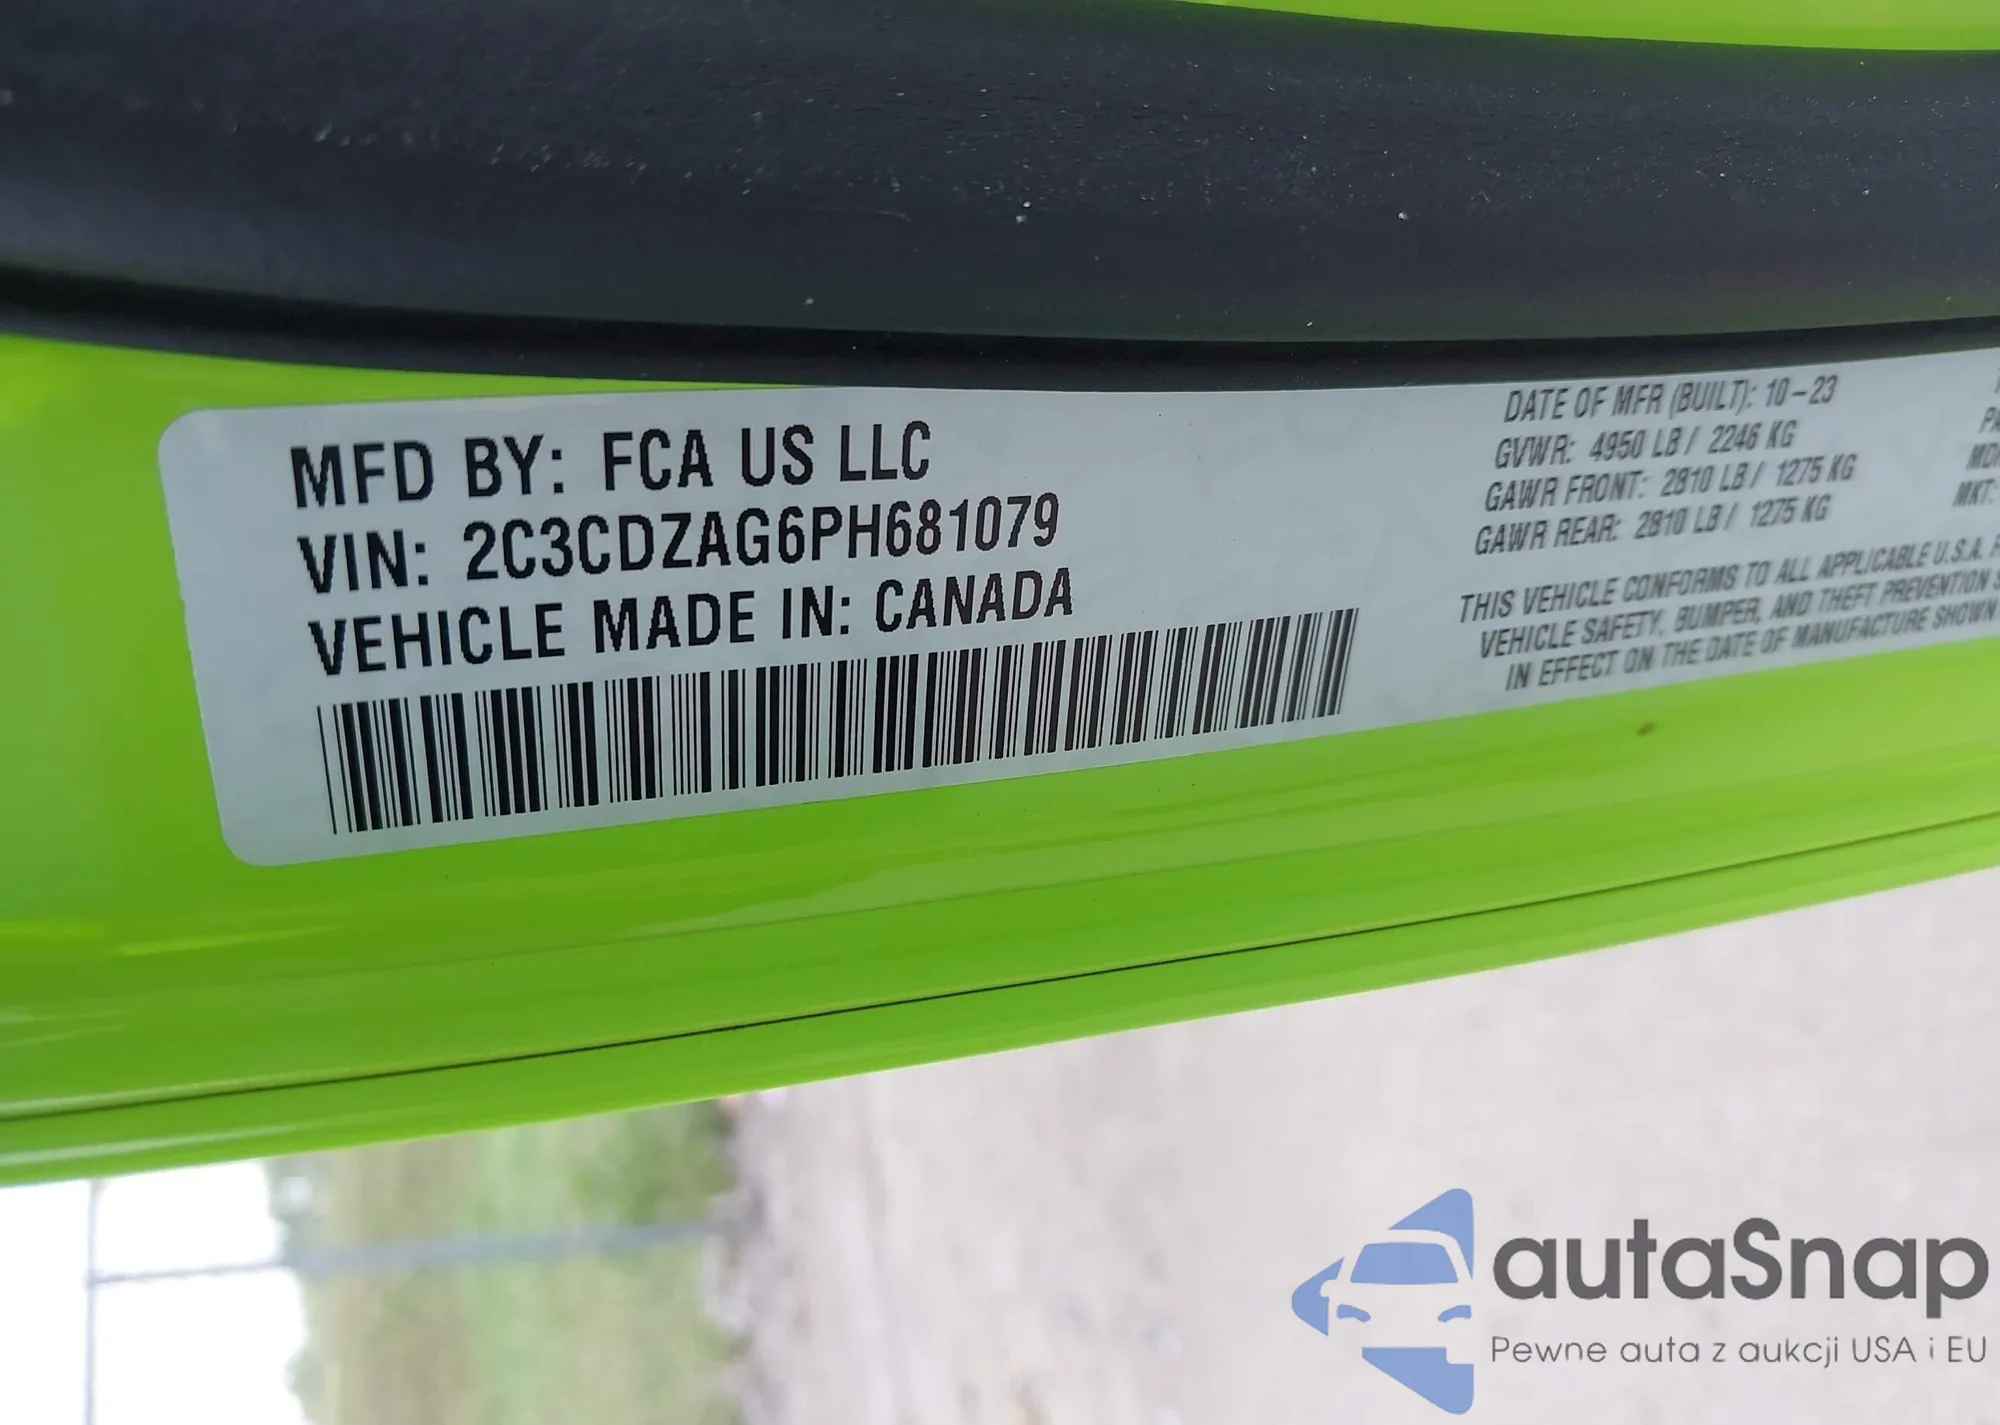 MFD BY: FCA US LLC
VIN: 2C3CDZAG6PH681079
VEHICLE MADE IN: CANADA
DATE OF MFR (BUILT): 10-23
GVWR: 4950 LB / 2246 KG
GAWR FRONT: 2810 LB / 1275 KG
GAWR REAR: 2810 LB / 1275 KG
THIS VEHICLE CONFORMS TO ALL APPLICABLE U.S.A.
VEHICLE SAFETY, BUMPER, AND THEFT PREVENTION
IN EFFECT ON THE DATE OF MANUFACTURE SHOWN
MKT:
autaSnap
Pewne auta z aukcji USA i EU